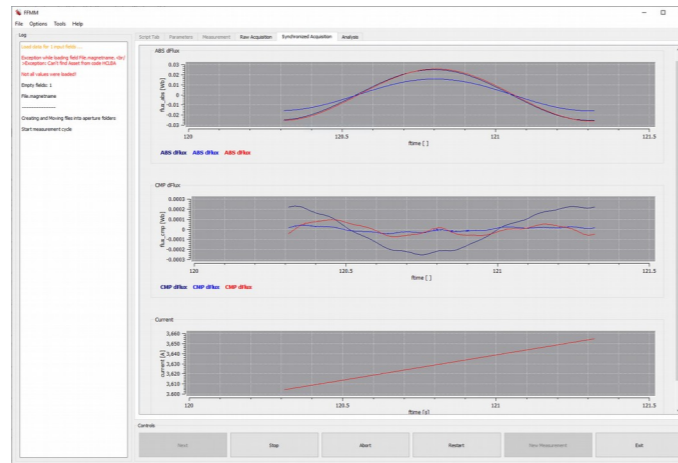 FFMM
File Options Tools Help
Log
Script Tab Parameters Measurement Raw Acquisition Synchronized Acquisition Analysis
Load data for 1 input fields ...
Exception while loading field File.magnetname. <br/
>Exception: Can't find Asset from code HCLEA
Not all values were loaded!
Empty fields: 1
File.magnetname
--------------------
Creating and Moving files into aperture folders
Start measurement cycle
ABS dFlux
flux_abs [Wb]
0.03
0.02
0.01
0
-0.01
-0.02
-0.03
120 120.5 121 121.5
ftime [ ]
ABS dFlux ABS dFlux ABS dFlux
CMP dFlux
flux_cmp [Wb]
0.0003
0.0002
0.0001
0
-0.0001
-0.0002
-0.0003
120 120.5 121 121.5
ftime [ ]
CMP dFlux CMP dFlux CMP dFlux
Current
current [A]
3,660
3,650
3,640
3,630
3,620
3,610
3,600
120 120.5 121 121.5
ftime [s]
Controls
Next Stop Abort Restart New Measurement Exit